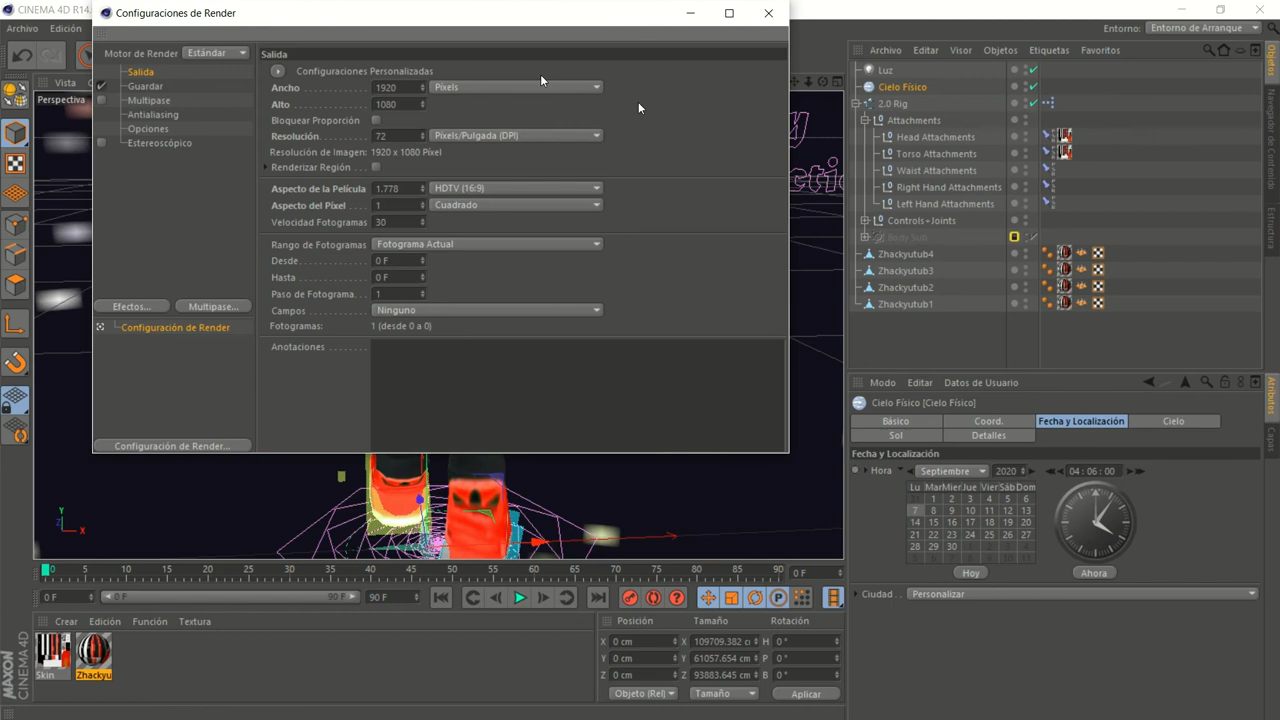 CINEMA 4D R14.
Configuraciones de Render
Archivo Edición
Entorno: Entorno de Arranque
Motor de Render Estándar
Salida
Guardar
Multipase
Antialiasing
Opciones
Estereoscópico
Efectos... Multipase...
Configuración de Render
Configuración de Render...
Salida
Configuraciones Personalizadas
Ancho 1920 Pixels
Alto 1080
Bloquear Proporción
Resolución 72 Píxels/Pulgada (DPI)
Resolución de Imagen: 1920 x 1080 Píxel
Renderizar Región
Aspecto de la Película 1.778 HDTV (16:9)
Aspecto del Píxel 1 Cuadrado
Velocidad Fotogramas 30
Rango de Fotogramas Fotograma Actual
Desde 0 F
Hasta 0 F
Paso de Fotograma 1
Campos Ninguno
Fotogramas: 1 (desde 0 a 0)
Anotaciones
Vista
Perspectiva
Y
Z X
Archivo Editar Visor Objetos Etiquetas Favoritos
Luz
Cielo Físico
2.0 Rig
Attachments
Head Attachments
Torso Attachments
Waist Attachments
Right Hand Attachments
Left Hand Attachments
Controls+Joints
Zhackyutub4
Zhackyutub3
Zhackyutub2
Zhackyutub1
Objetos
Navegador de Contenido
Estructura
Modo Editar Datos de Usuario
Cielo Físico [Cielo Físico]
Básico Coord. Fecha y Localización Cielo
Sol Detalles
Fecha y Localización
Hora Septiembre 2020 04 : 06 : 00
Lu Mar Mier Jue Vier Sáb Dom
31 1 2 3 4 5 6
7 8 9 10 11 12 13
14 15 16 17 18 19 20
21 22 23 24 25 26 27
28 29 30
Hoy Ahora
Ciudad Personalizar
Atributos
Capas
0 5 10 15 20 25 30 35 40 45 50 55 60 65 70 75 80 85 90 0 F
0 F 0 F 90 F 90 F
Crear Edición Función Textura
Skin Zhackyu
MAXON CINEMA 4D
Posición Tamaño Rotación
X 0 cm X 109709.382 H 0 °
Y 0 cm Y 61057.654 cm P 0 °
Z 0 cm Z 93883.645 cm B 0 °
Objeto (Rel) Tamaño Aplicar